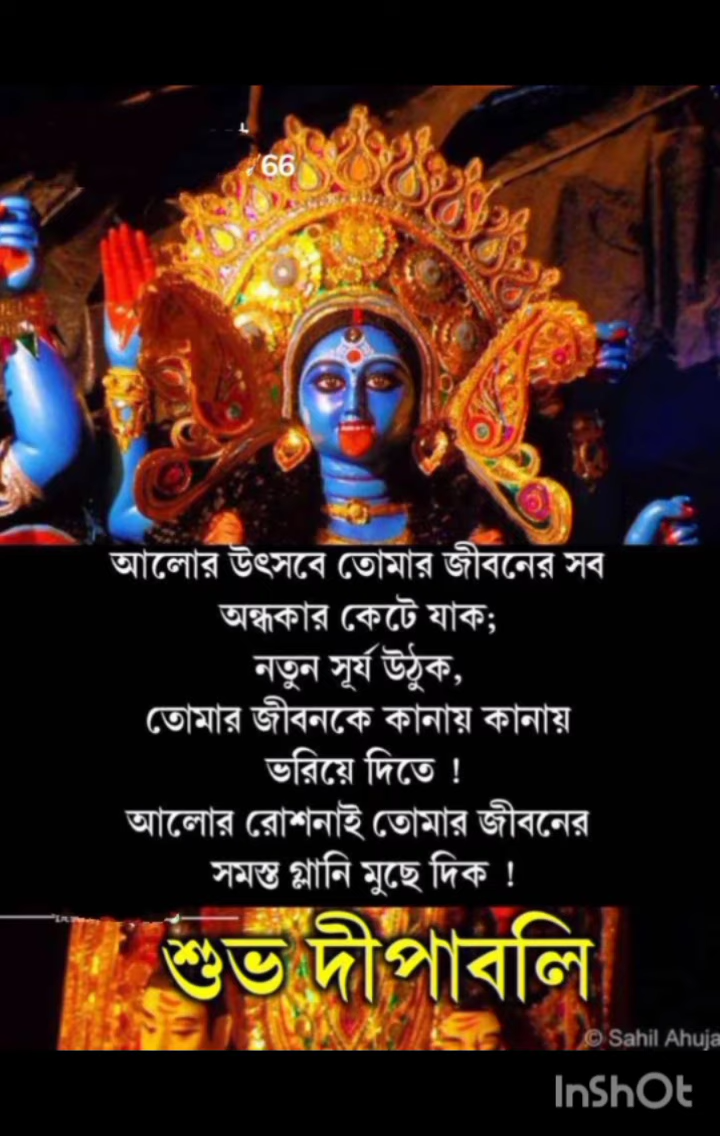 66
আলোর উৎসবে তোমার জীবনের সব
অন্ধকার কেটে যাক;
নতুন সূর্য উঠুক,
তোমার জীবনকে কানায় কানায়
ভরিয়ে দিতে !
আলোর রোশনাই তোমার জীবনের
সমস্ত গ্লানি মুছে দিক !
শুভ দীপাবলি
© Sahil Ahuja
InShOt